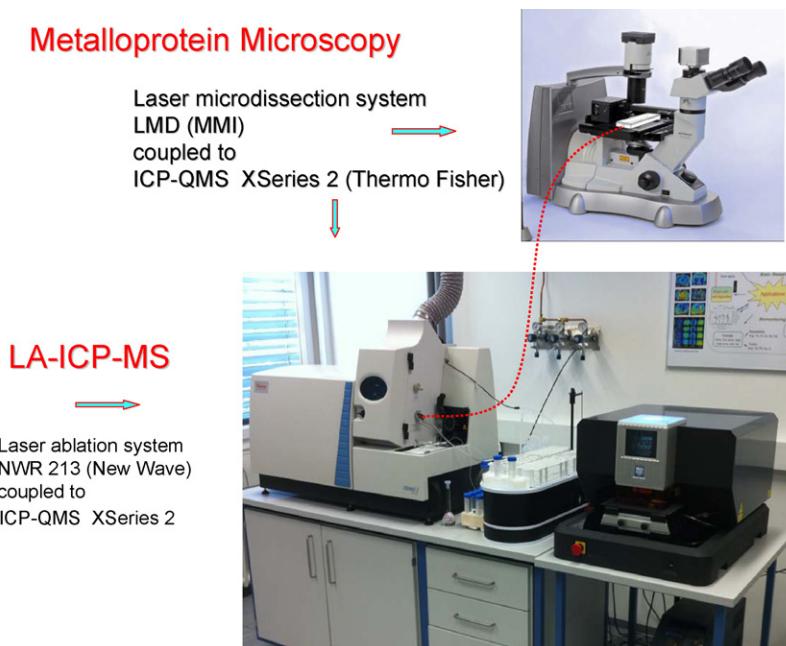 Metalloprotein Microscopy
Laser microdissection system
LMD (MMI)
coupled to
ICP-QMS XSeries 2 (Thermo Fisher)
LA-ICP-MS
Laser ablation system
NWR 213 (New Wave)
coupled to
ICP-QMS XSeries 2